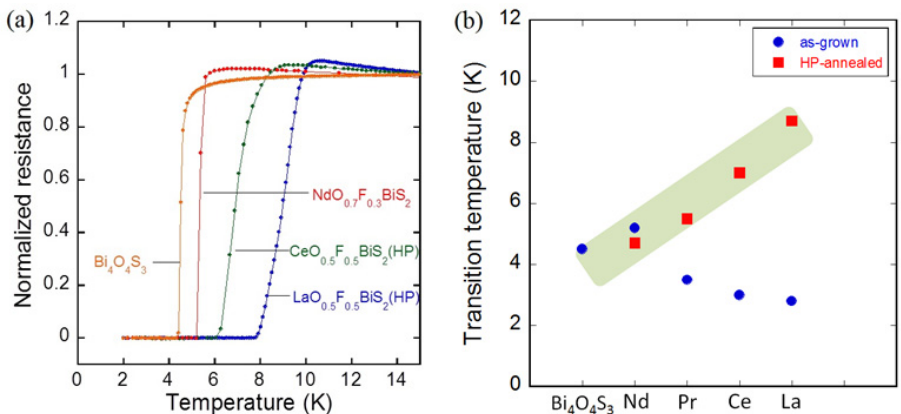 (a)
Normalized resistance
1.2
1
0.8
0.6
0.4
0.2
0
0 2 4 6 8 10 12 14
Temperature (K)
NdO0.7F0.3BiS2
CeO0.5F0.5BiS2(HP)
Bi4O4S3
LaO0.5F0.5BiS2(HP)
(b)
Transition temperature (K)
12
10
8
6
4
2
0
as-grown
HP-annealed
Bi4O4S3 Nd Pr Ce La